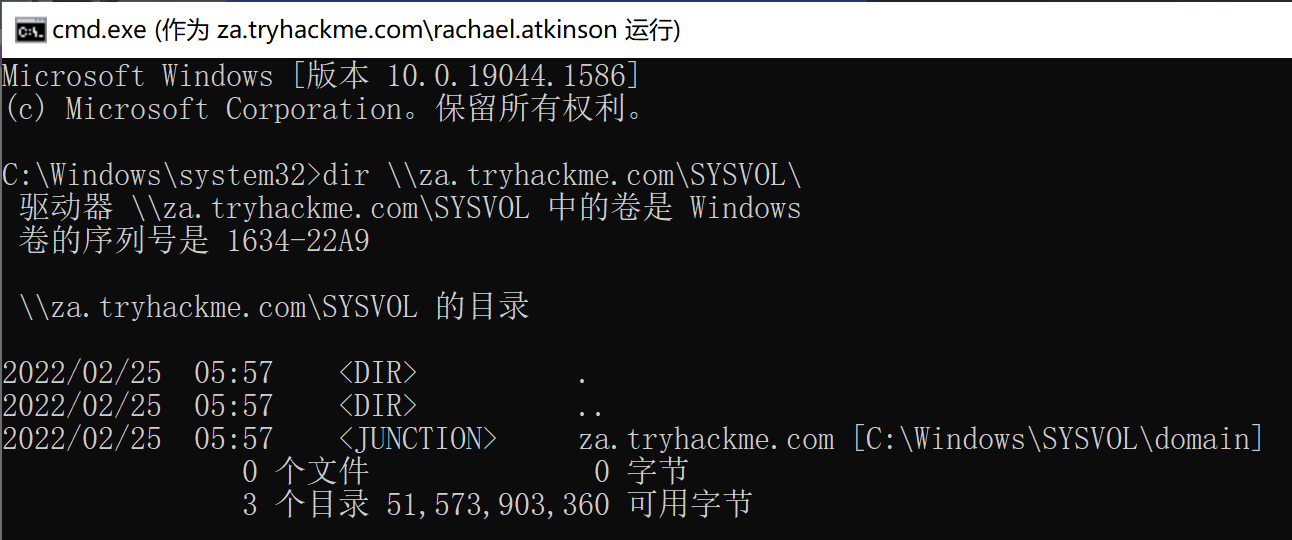 cmd.exe (作为 za.tryhackme.com\rachael.atkinson 运行)
Microsoft Windows [版本 10.0.19044.1586]
(c) Microsoft Corporation。保留所有权利。
C:\Windows\system32>dir \\za.tryhackme.com\SYSVOL\
驱动器 \\za.tryhackme.com\SYSVOL 中的卷是 Windows
卷的序列号是 1634-22A9
\\za.tryhackme.com\SYSVOL 的目录
2022/02/25  05:57    <DIR>          .
2022/02/25  05:57    <DIR>          ..
2022/02/25  05:57    <JUNCTION>     za.tryhackme.com [C:\Windows\SYSVOL\domain]
0 个文件              0 字节
3 个目录 51,573,903,360 可用字节